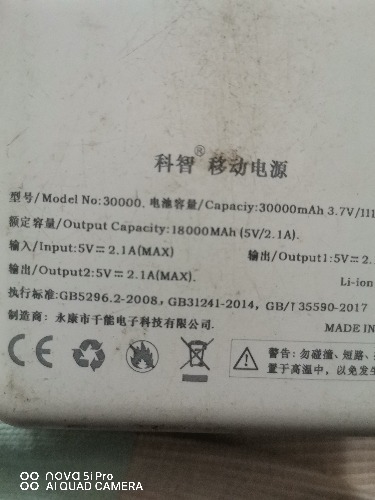 科智® 移动电源
型号/Model No:30000. 电池容量/Capaciy:30000mAh 3.7V/111
额定容量/Output Capacity:18000MAh (5V/2.1A).
输入/Input:5V⎓2.1A(MAX) 输出/Output1:5V⎓2.
输出/Output2:5V⎓2.1A(MAX). Li-ion
执行标准:GB5296.2-2008, GB31241-2014, GB/T 35590-2017
制造商: 永康市千能电子科技有限公司. MADE IN
CE 警告: 勿碰撞、短路、
置于高温中, 以免发生
nova 5i Pro
AI QUAD CAMERA